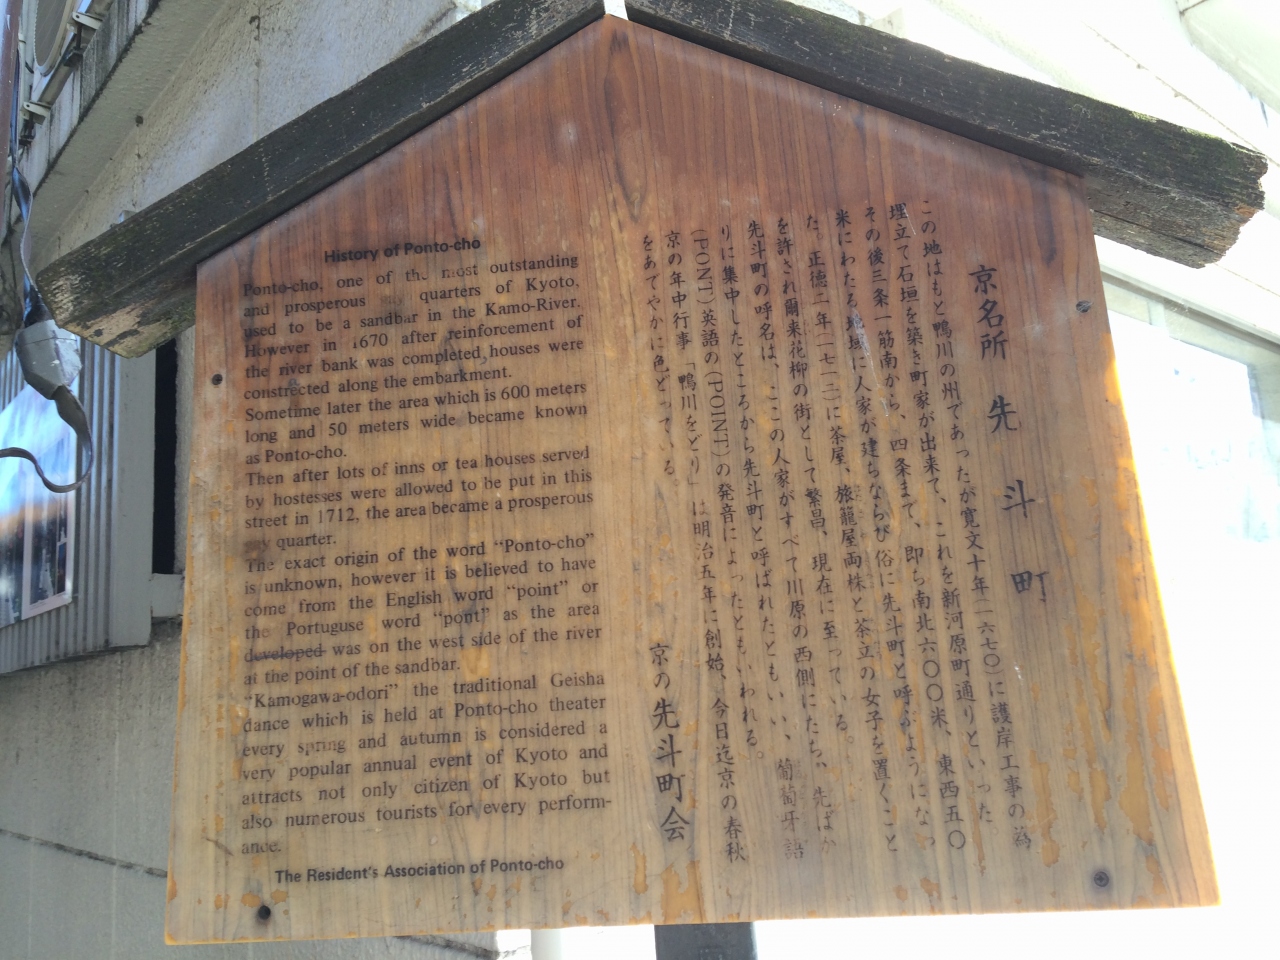 京名所 先斗町
この地はもと鴨川の州であったが寛文十年(一六七〇)に護岸工事の為
埋立て石垣を築き町家が出来て、これを新河原町通りといった。
その後三条一筋南から、四条まで、即ち南北六〇〇米、東西五〇
米にわたる地域に人家が建ちならび俗に先斗町と呼ぶようになっ
た。正徳二年(一七一二)に茶屋、旅籠屋両株と茶立の女子を置くこと
を許され爾来花柳の街として繁昌、現在に至っている。
先斗町の呼名は、ここの人家がすべて川原の西側にたち、先ばか
りに集中したところから先斗町と呼ばれたともいい、葡萄牙語
(PONT)英語の(POINT)の発音によったともいわれる。
京の年中行事「鴨川をどり」は明治五年に創始、今日迄京の春秋
をあでやかに色どっている。
京の先斗町会
History of Ponto-cho
Ponto-cho, one of the most outstanding
and prosperous quarters of Kyoto,
used to be a sandbar in the Kamo-River.
However in 1670 after reinforcement of
the river bank was completed, houses were
constrected along the embarkment.
Sometime later the area which is 600 meters
long and 50 meters wide became known
as Ponto-cho.
Then after lots of inns or tea houses served
by hostesses were allowed to be put in this
street in 1712, the area became a prosperous
quarter.
The exact origin of the word “Ponto-cho”
is unknown, however it is believed to have
come from the English word “point” or
the Portuguse word “pont” as the area
developed was on the west side of the river
at the point of the sandbar.
“Kamogawa-odori” the traditional Geisha
dance which is held at Ponto-cho theater
every spring and autumn is considered a
very popular annual event of Kyoto and
attracts not only citizen of Kyoto but
also numerous tourists for every perform-
ance.
The Resident's Association of Ponto-cho